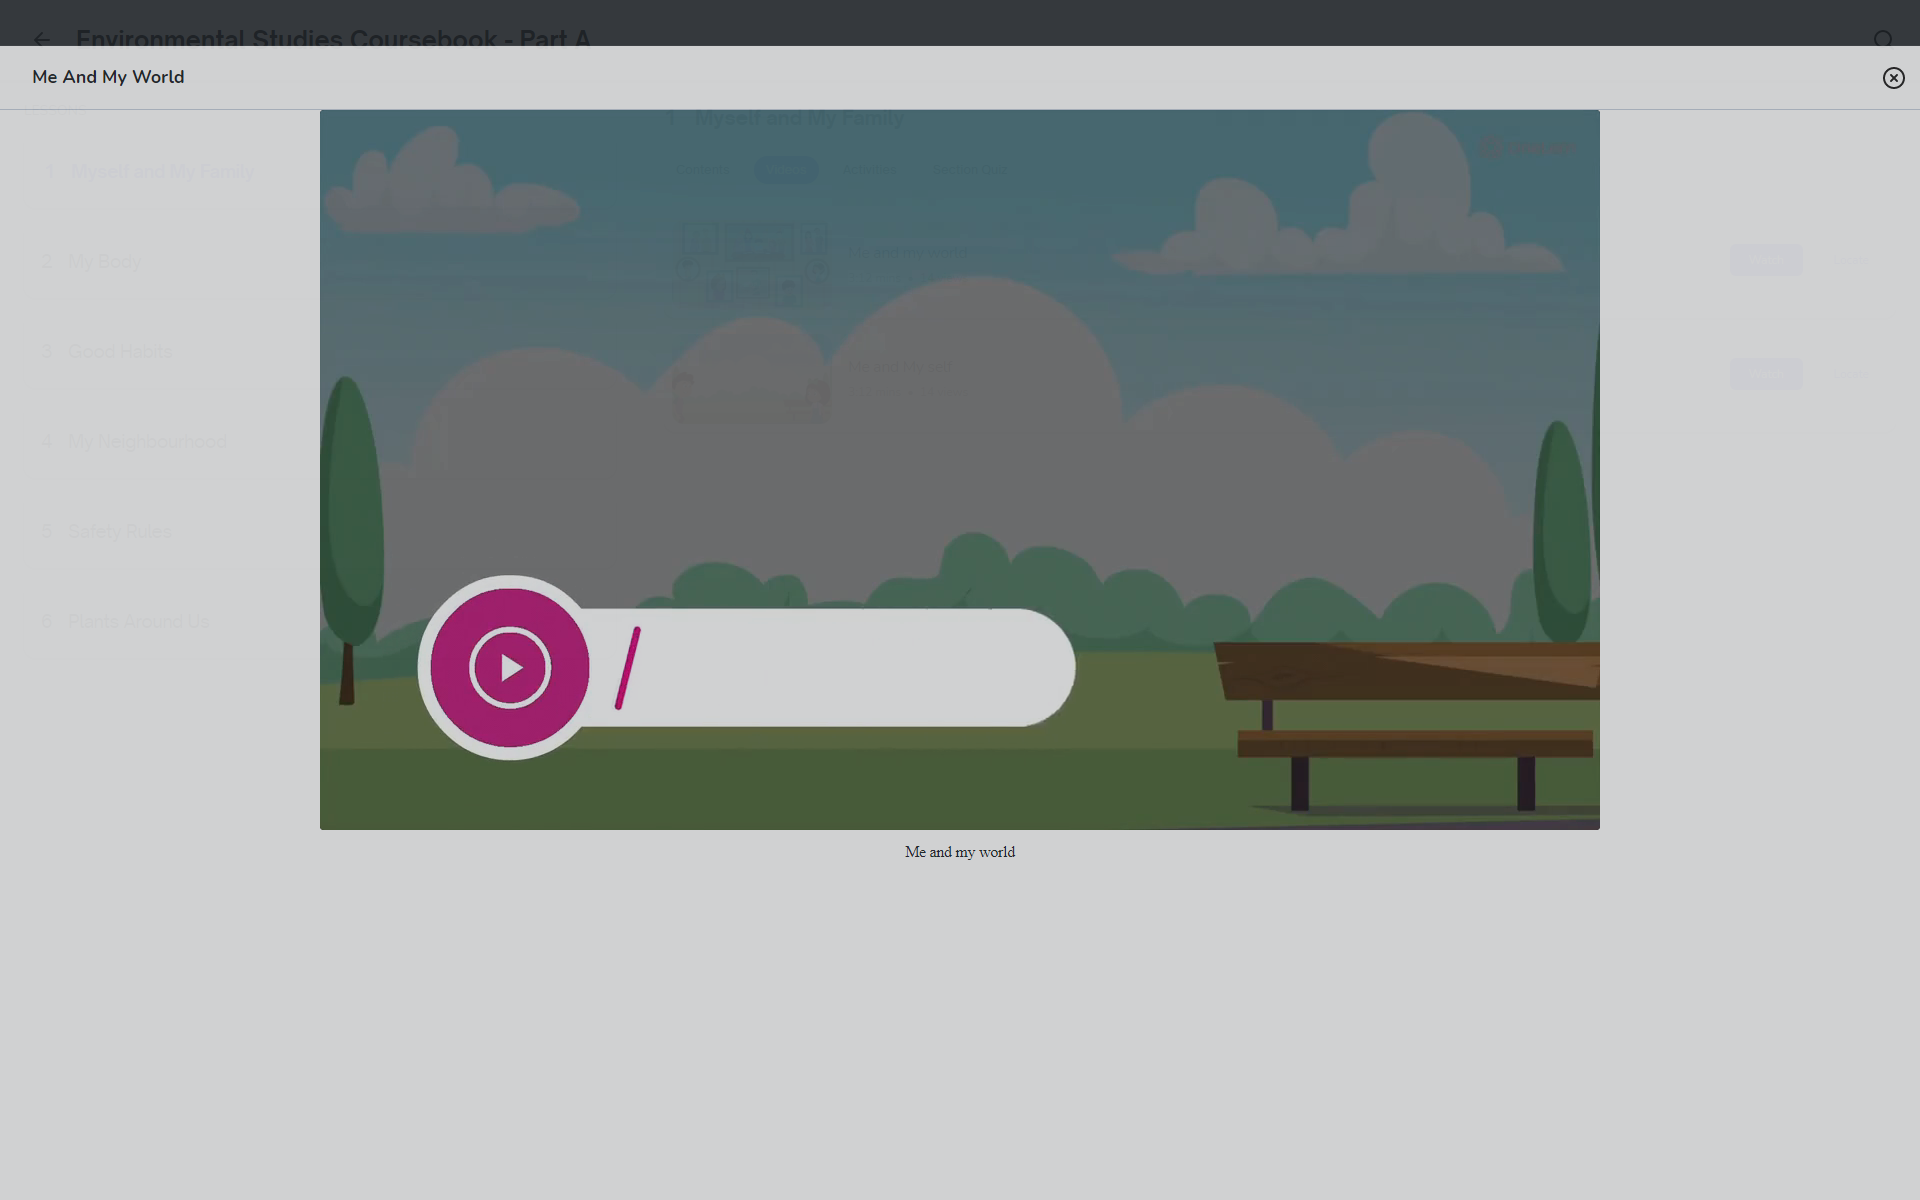 Environmental Studies Coursebook - Part A
Me And My World
1 Myself and My Family
1 Myself and My Family
2 My Body
3 Good Habits
4 My Neighbourhood
5 Safety Rules
6 Plants Around Us
Me and my world
Me and My self
Me and my world